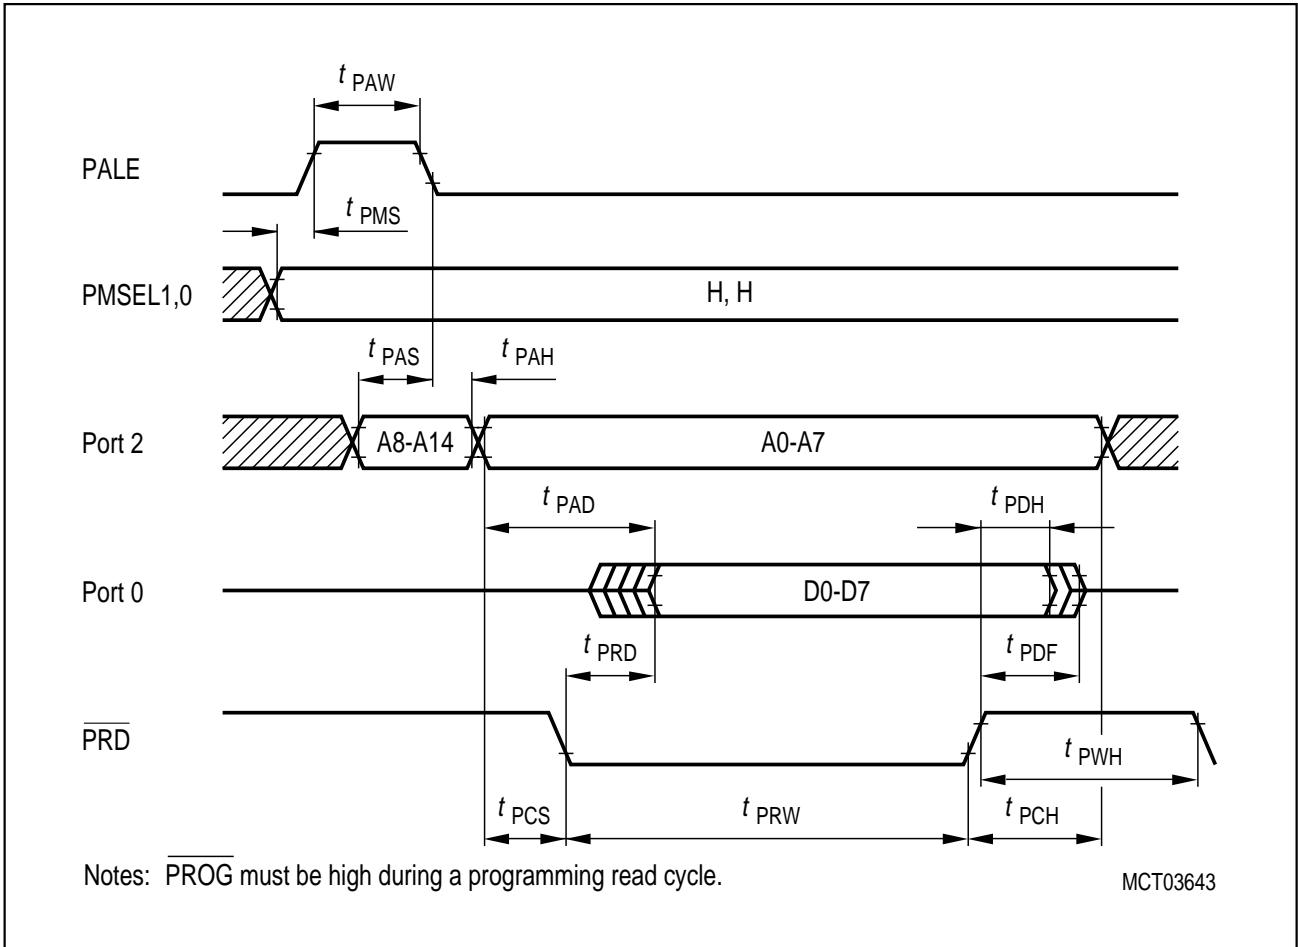 t PAW
PALE
t PMS
PMSEL1,0
H, H
t PAS
t PAH
Port 2
A8-A14
A0-A7
t PAD
t PDH
Port 0
D0-D7
t PRD
t PDF
PRD
t PWH
t PCS
t PRW
t PCH
Notes: PROG must be high during a programming read cycle.
MCT03643